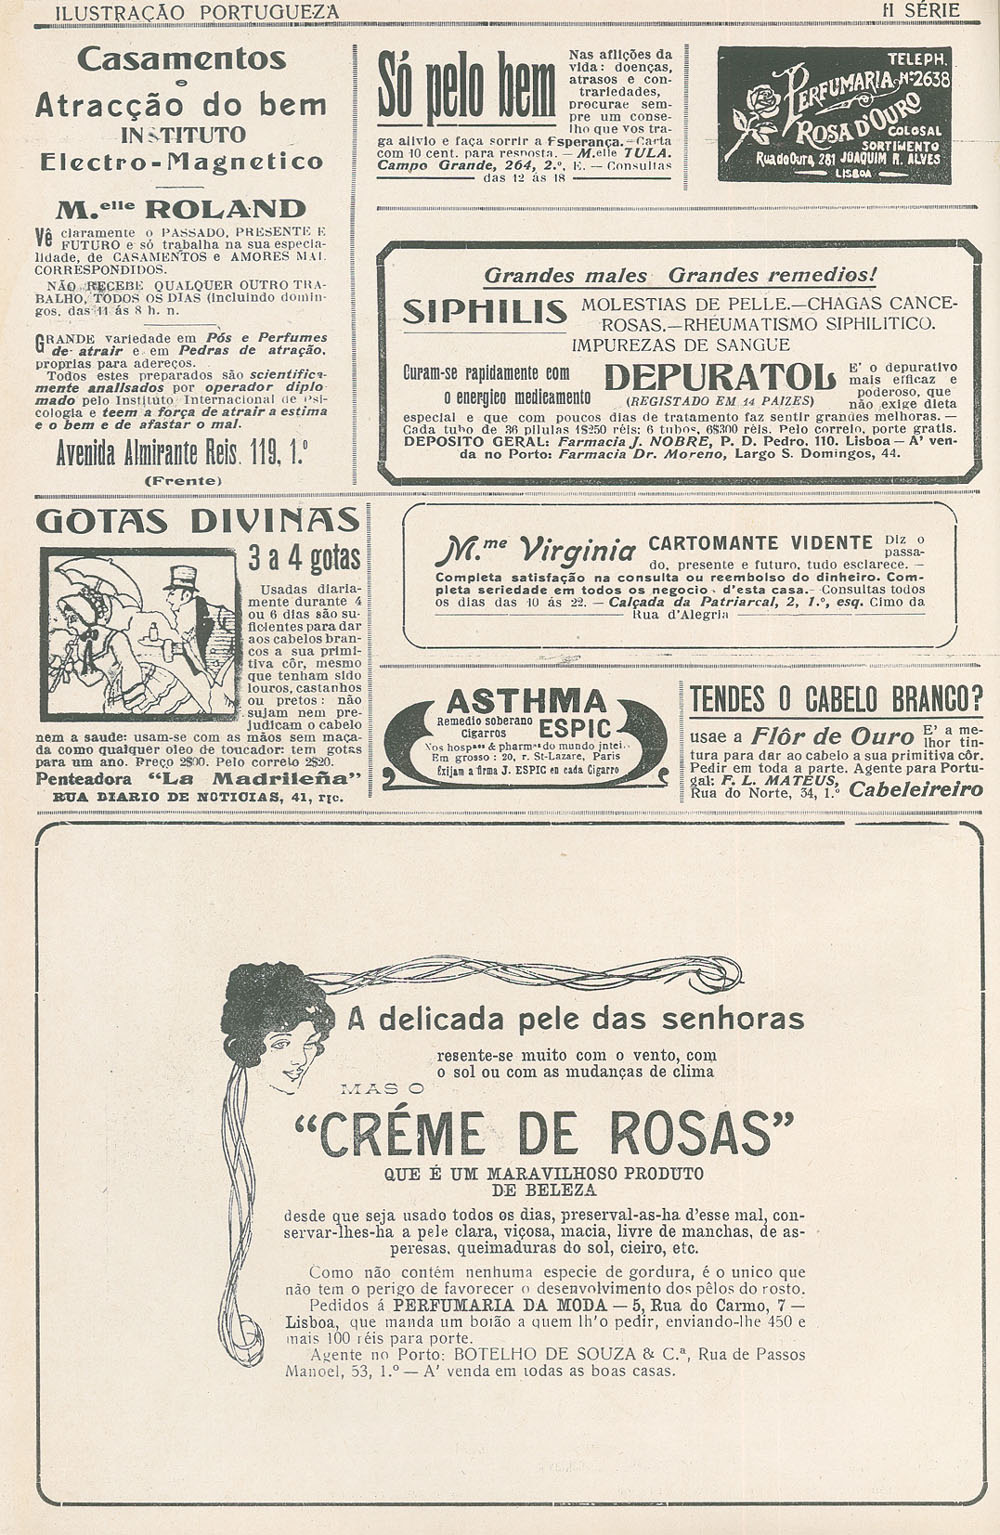 ILUSTRAÇÃO PORTUGUEZA
II SÉRIE
Casamentos
e
Atracção do bem
INSTITUTO
Electro-Magnetico
M.elle ROLAND
Vê claramente o PASSADO, PRESENTE E
FUTURO e só trabalha na sua especia-
lidade, de CASAMENTOS e AMORES MAL
CORRESPONDIDOS.
NÃO RECEBE QUALQUER OUTRO TRA-
BALHO, TODOS OS DIAS (incluindo domin-
gos, das 11 ás 8 h. n.
GRANDE variedade em Pós e Perfumes
de atrair e em Pedras de atração,
proprias para adereços.
Todos estes preparados são scientifica-
mente analisados por operador diplo
mado pelo Instituto Internacional de Psi-
cologia e teem a força de atrair a estima
e o bem e de afastar o mal.
Avenida Almirante Reis, 119, 1.º
(Frente)
Só pelo bem
Nas aflições da
vida: doenças,
atrasos e con-
trariedades,
procurae sem-
pre um conse-
lho que vos tra-
ga alivio e faça sorrir a Esperança.—Carta
com 10 cent. para resposta. — M.elle TULA.
Campo Grande, 264, 2.º, E. — Consultas
das 12 ás 18
TELEPH.
Nº 2638
PERFUMARIA
ROSA D'OURO
COLOSAL
SORTIMENTO
Rua do Ouro, 281 JOAQUIM R. ALVES
— LISBOA —
Grandes males Grandes remedios!
SIPHILIS MOLESTIAS DE PELLE.—CHAGAS CANCE-
ROSAS.—RHEUMATISMO SIPHILITICO.
IMPUREZAS DE SANGUE
Curam-se rapidamente com
o energico medicamento
DEPURATOL
(REGISTADO EM 14 PAIZES)
E' o depurativo
mais efficaz e
poderoso, que
não exige dieta
especial e que com poucos dias de tratamento faz sentir grandes melhoras. —
Cada tubo de 36 pilulas 1$250 réis; 6 tubos, 6$300 réis. Pelo correio, porte gratis.
DEPOSITO GERAL: Farmacia J. NOBRE, P. D. Pedro, 110. Lisboa — A' ven-
da no Porto: Farmacia Dr. Moreno, Largo S. Domingos, 44.
GOTAS DIVINAS
3 a 4 gotas
Usadas diaria-
mente durante 4
ou 6 dias são su-
ficientes para dar
aos cabelos bran-
cos a sua primi-
tiva côr, mesmo
que tenham sido
louros, castanhos
ou pretos: não
sujam nem pre-
judicam o cabelo
nem a saude: usam-se com as mãos sem maça-
da como qualquer oleo de toucador: tem gotas
para um ano. Preço 2$00. Pelo correio 2$20.
Penteadora "La Madrileña"
RUA DIARIO DE NOTICIAS, 41, r|c.
M.me Virginia CARTOMANTE VIDENTE Diz o
passa-
do, presente e futuro, tudo esclarece. —
Completa satisfação na consulta ou reembolso do dinheiro. Com-
pleta seriedade em todos os negocio. d'esta casa.- Consultas todos
os dias das 10 ás 22. — Calçada da Patriarcal, 2, 1.º, esq. Cimo da
Rua d'Alegria
ASTHMA
Remedio soberano
Cigarros
ESPIC
Nos hosp. & pharm. do mundo intei..
Em grosso: 20, r. St-Lazare, Paris
Exijam a firma J. ESPIC en cada Cigarro
TENDES O CABELO BRANCO?
usae a Flôr de Ouro E' a me-
lhor tin-
tura para dar ao cabelo a sua primitiva côr.
Pedir em toda a parte. Agente para Portu-
gal: F. L. MATEUS,
Rua do Norte, 34, 1.º Cabeleireiro
A delicada pele das senhoras
resente-se muito com o vento, com
o sol ou com as mudanças de clima
MAS O
"CRÉME DE ROSAS"
QUE É UM MARAVILHOSO PRODUTO
DE BELEZA
desde que seja usado todos os dias, preserval-as-ha d'esse mal, con-
servar-lhes-ha a pele clara, viçosa, macia, livre de manchas, de as-
peresas, queimaduras do sol, cieiro, etc.
Como não contém nenhuma especie de gordura, é o unico que
não tem o perigo de favorecer o desenvolvimento dos pêlos do rosto.
Pedidos á PERFUMARIA DA MODA — 5, Rua do Carmo, 7 —
Lisboa, que manda um boião a quem lh'o pedir, enviando-lhe 450 e
mais 100 réis para porte.
Agente no Porto: BOTELHO DE SOUZA & C.ª, Rua de Passos
Manoel, 53, 1.º — A' venda em todas as boas casas.